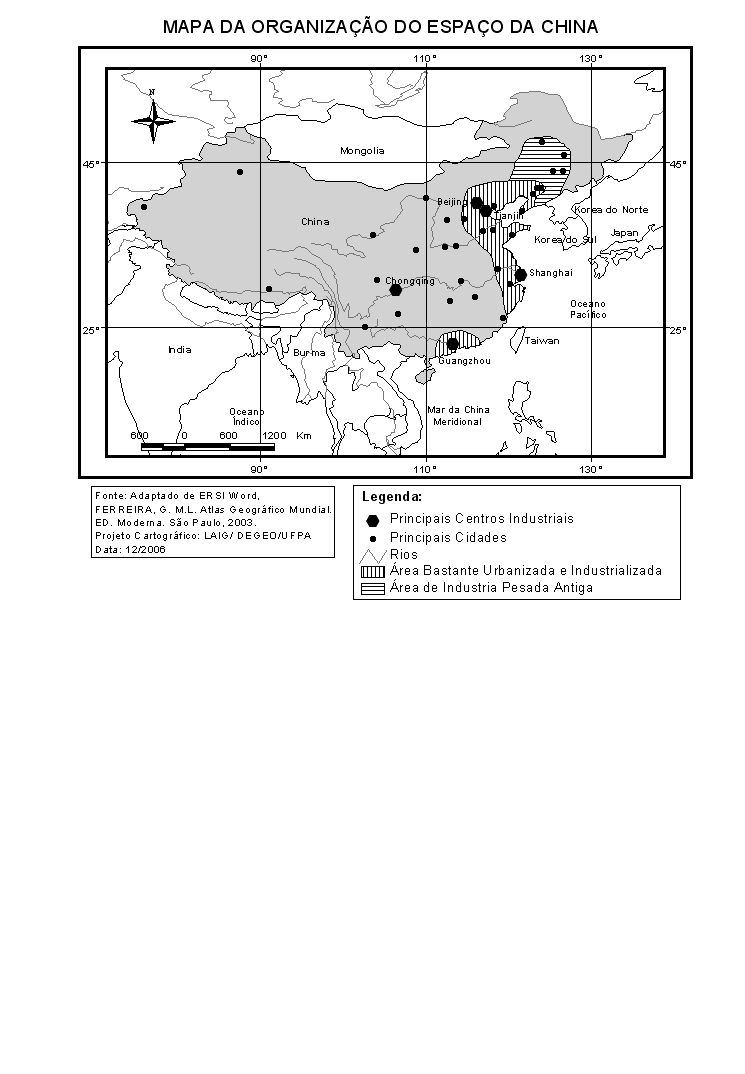 MAPA DA ORGANIZAÇÃO DO ESPAÇO DA CHINA
90° 110° 130°
N
Mongolia
45° 45°
Beijing
Tianjin
Korea do Norte
China
Japan
Korea do Sul
Shanghai
Chongqing
Oceano
Pacífico
25° 25°
India
Burma
Taiwan
Guangzhou
Oceano
Índico
Mar da China
Meridional
600 0 600 1200 Km
90° 110° 130°
Fonte: Adaptado de ERSI Word,
FERREIRA, G. M.L. Atlas Geográfico Mundial.
ED. Moderna. São Paulo, 2003.
Projeto Cartográfico: LAIG/ DEGEO/UFPA
Data: 12/2006
Legenda:
Principais Centros Industriais
Principais Cidades
Rios
Área Bastante Urbanizada e Industrializada
Área de Industria Pesada Antiga